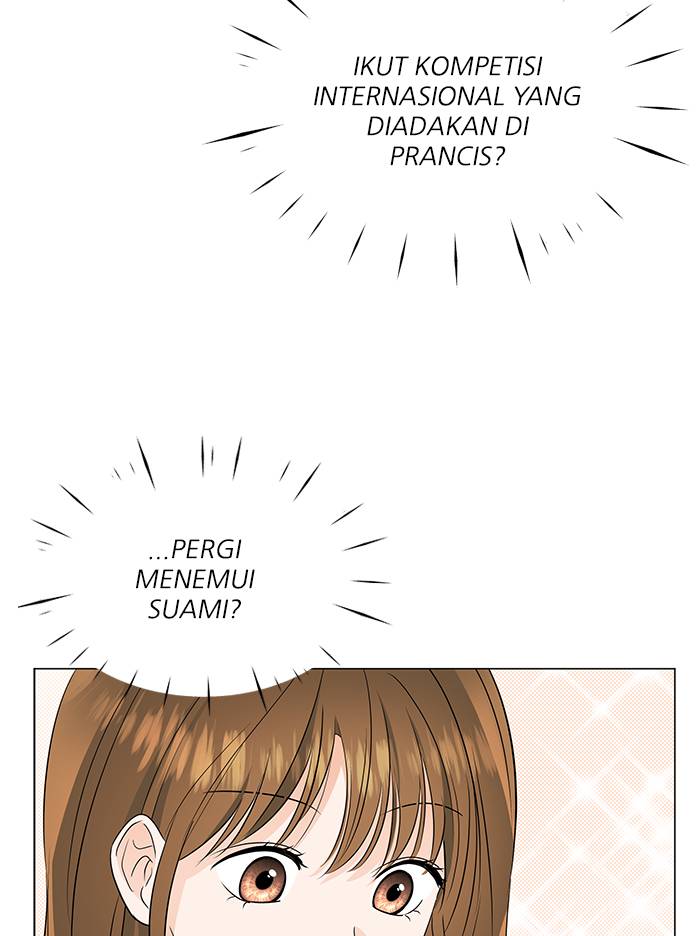 IKUT KOMPETISI
INTERNASIONAL YANG
DIADAKAN DI
PRANCIS?
...PERGI
MENEMUI
SUAMI?